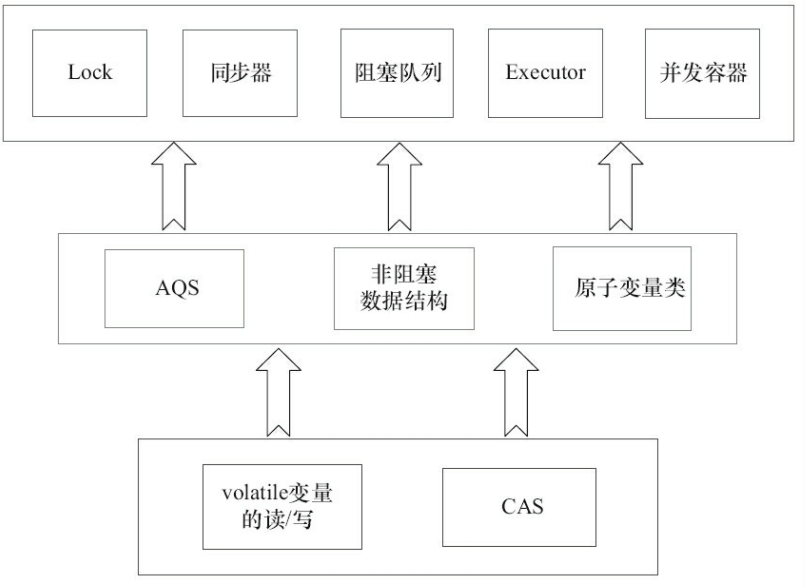 Lock
同步器
阻塞队列
Executor
并发容器
AQS
非阻塞
数据结构
原子变量类
volatile变量
的读/写
CAS